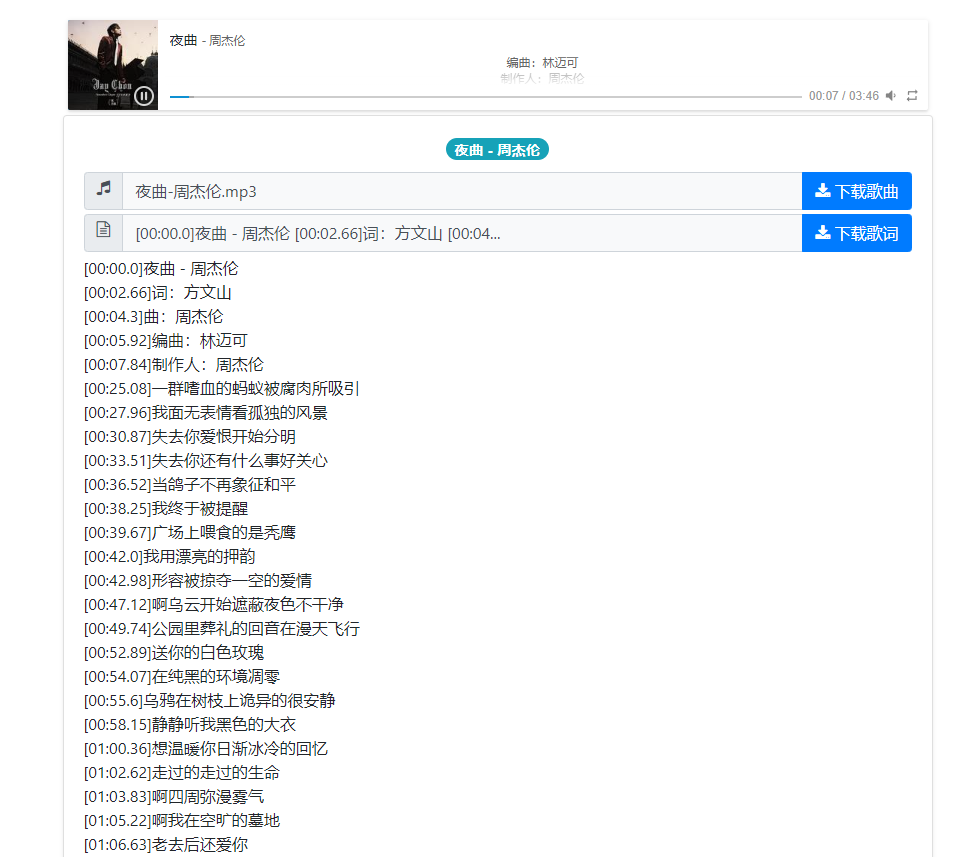 夜曲 - 周杰伦
编曲：林迈可
制作人：周杰伦
Jay Chou
00:07 / 03:46
夜曲 - 周杰伦
夜曲-周杰伦.mp3
下载歌曲
[00:00.0]夜曲 - 周杰伦 [00:02.66]词：方文山 [00:04...
下载歌词
[00:00.0]夜曲 - 周杰伦
[00:02.66]词：方文山
[00:04.3]曲：周杰伦
[00:05.92]编曲：林迈可
[00:07.84]制作人：周杰伦
[00:25.08]一群嗜血的蚂蚁被腐肉所吸引
[00:27.96]我面无表情看孤独的风景
[00:30.87]失去你爱恨开始分明
[00:33.51]失去你还有什么事好关心
[00:36.52]当鸽子不再象征和平
[00:38.25]我终于被提醒
[00:39.67]广场上喂食的是秃鹰
[00:42.0]我用漂亮的押韵
[00:42.98]形容被掠夺一空的爱情
[00:47.12]啊乌云开始遮蔽夜色不干净
[00:49.74]公园里葬礼的回音在漫天飞行
[00:52.89]送你的白色玫瑰
[00:54.07]在纯黑的环境凋零
[00:55.6]乌鸦在树枝上诡异的很安静
[00:58.15]静静听我黑色的大衣
[01:00.36]想温暖你日渐冰冷的回忆
[01:02.62]走过的走过的生命
[01:03.83]啊四周弥漫雾气
[01:05.22]啊我在空旷的墓地
[01:06.63]老去后还爱你